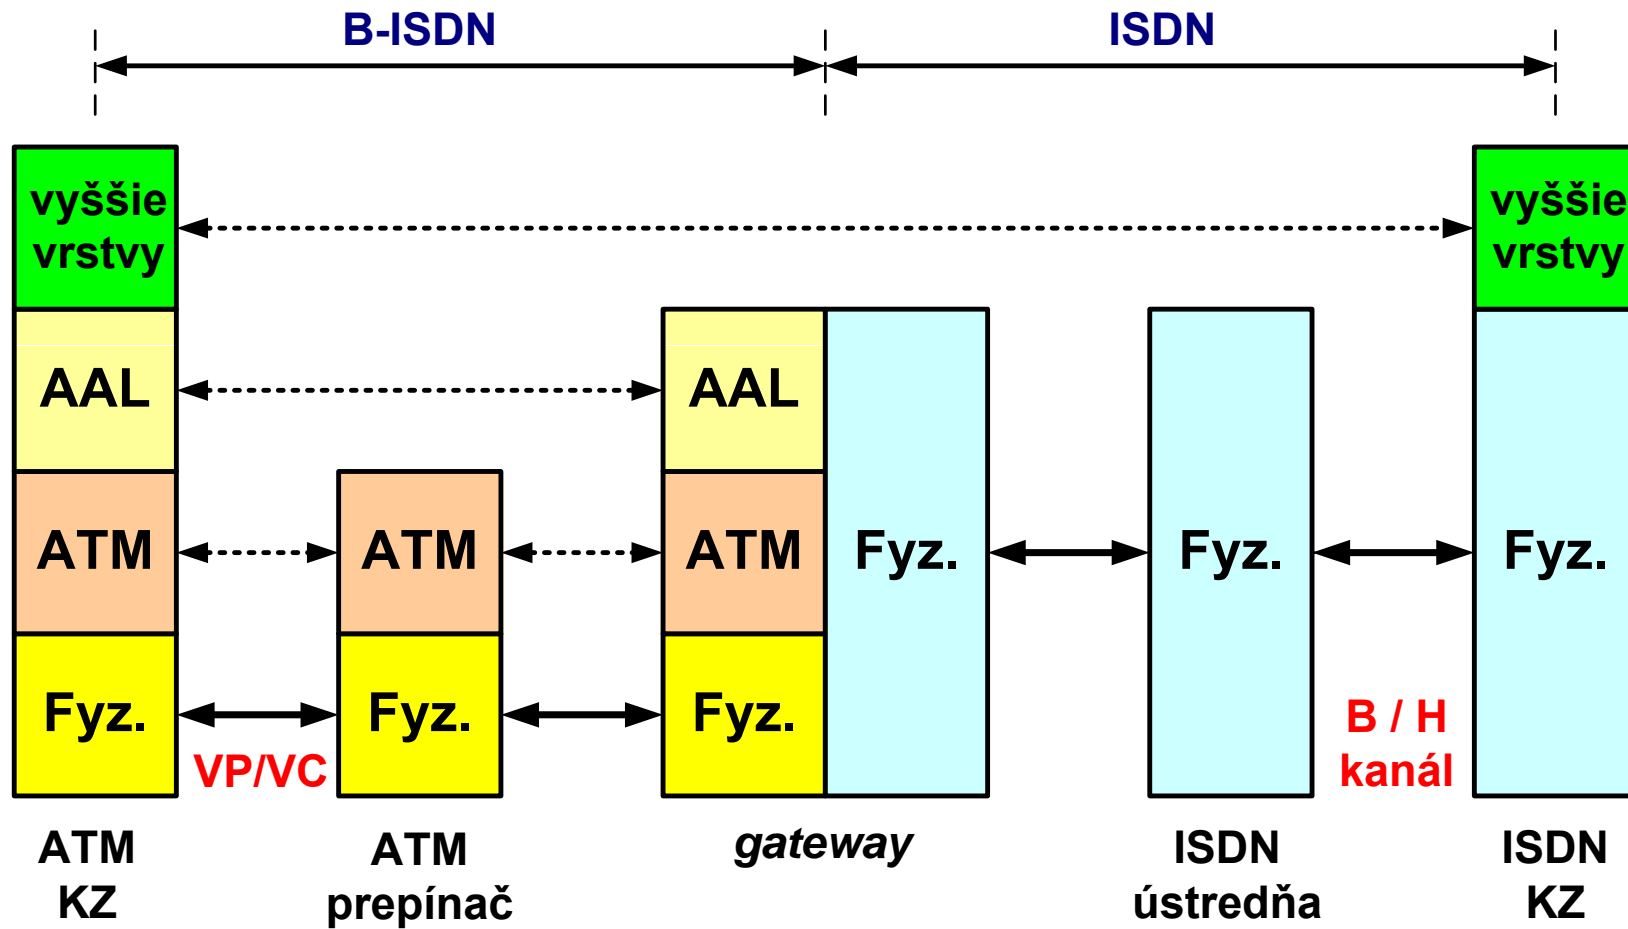 B-ISDN
ISDN
vyššie
vrstvy
vyššie
vrstvy
AAL
AAL
ATM
ATM
ATM
Fyz.
Fyz.
Fyz.
Fyz.
Fyz.
Fyz.
VP/VC
B / H
kanál
ATM
KZ
ATM
prepínač
gateway
ISDN
ústredňa
ISDN
KZ